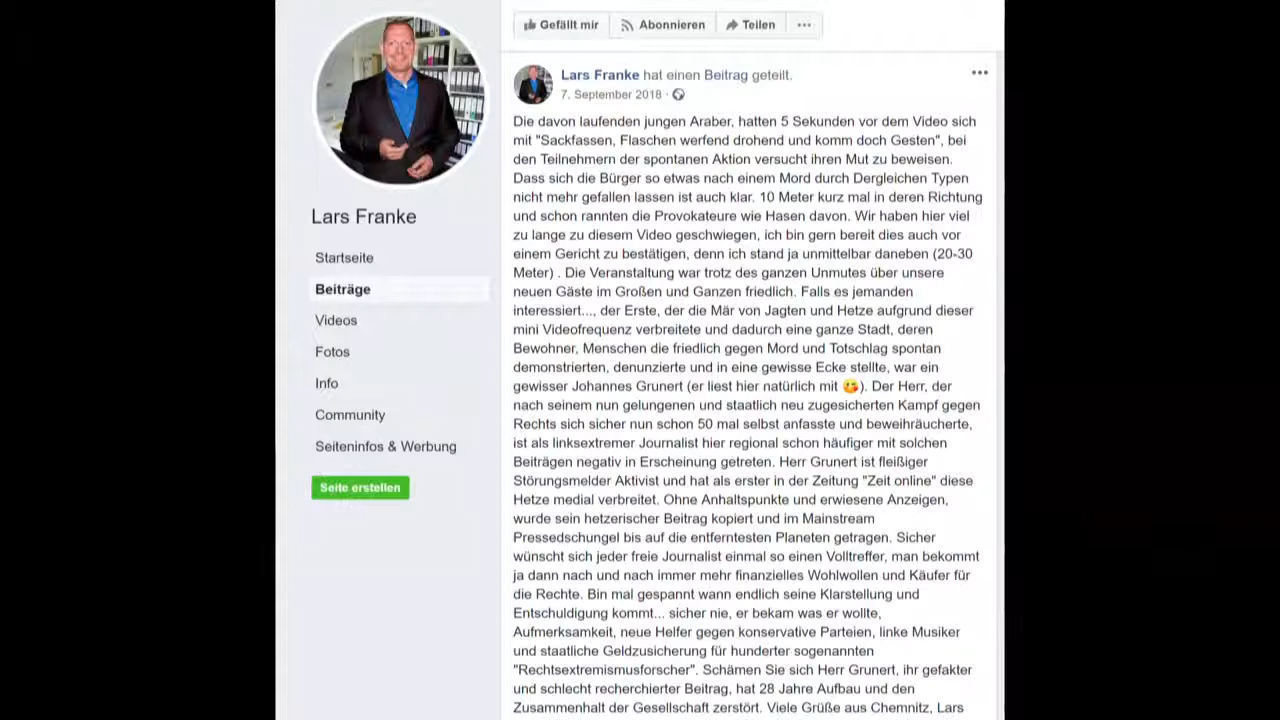 Gefällt mir Abonnieren Teilen ...
Lars Franke hat einen Beitrag geteilt.
7. September 2018 ·
Die davon laufenden jungen Araber, hatten 5 Sekunden vor dem Video sich
mit "Sackfassen, Flaschen werfend drohend und komm doch Gesten", bei
den Teilnehmern der spontanen Aktion versucht ihren Mut zu beweisen.
Dass sich die Bürger so etwas nach einem Mord durch Dergleichen Typen
nicht mehr gefallen lassen ist auch klar. 10 Meter kurz mal in deren Richtung
und schon rannten die Provokateure wie Hasen davon. Wir haben hier viel
zu lange zu diesem Video geschwiegen, ich bin gern bereit dies auch vor
einem Gericht zu bestätigen, denn ich stand ja unmittelbar daneben (20-30
Meter) . Die Veranstaltung war trotz des ganzen Unmutes über unsere
neuen Gäste im Großen und Ganzen friedlich. Falls es jemanden
interessiert..., der Erste, der die Mär von Jagten und Hetze aufgrund dieser
mini Videofrequenz verbreitete und dadurch eine ganze Stadt, deren
Bewohner, Menschen die friedlich gegen Mord und Totschlag spontan
demonstrierten, denunzierte und in eine gewisse Ecke stellte, war ein
gewisser Johannes Grunert (er liest hier natürlich mit 😘). Der Herr, der
nach seinem nun gelungenen und staatlich neu zugesicherten Kampf gegen
Rechts sich sicher nun schon 50 mal selbst anfasste und beweihräucherte,
ist als linksextremer Journalist hier regional schon häufiger mit solchen
Beiträgen negativ in Erscheinung getreten. Herr Grunert ist fleißiger
Störungsmelder Aktivist und hat als erster in der Zeitung "Zeit online" diese
Hetze medial verbreitet. Ohne Anhaltspunkte und erwiesene Anzeigen,
wurde sein hetzerischer Beitrag kopiert und im Mainstream
Pressedschungel bis auf die entferntesten Planeten getragen. Sicher
wünscht sich jeder freie Journalist einmal so einen Volltreffer, man bekommt
ja dann nach und nach immer mehr finanzielles Wohlwollen und Käufer für
die Rechte. Bin mal gespannt wann endlich seine Klarstellung und
Entschuldigung kommt... sicher nie, er bekam was er wollte,
Aufmerksamkeit, neue Helfer gegen konservative Parteien, linke Musiker
und staatliche Geldzusicherung für hunderter sogenannten
"Rechtsextremismusforscher". Schämen Sie sich Herr Grunert, ihr gefakter
und schlecht recherchierter Beitrag, hat 28 Jahre Aufbau und den
Zusammenhalt der Gesellschaft zerstört. Viele Grüße aus Chemnitz, Lars
Lars Franke
Startseite
Beiträge
Videos
Fotos
Info
Community
Seiteninfos & Werbung
Seite erstellen